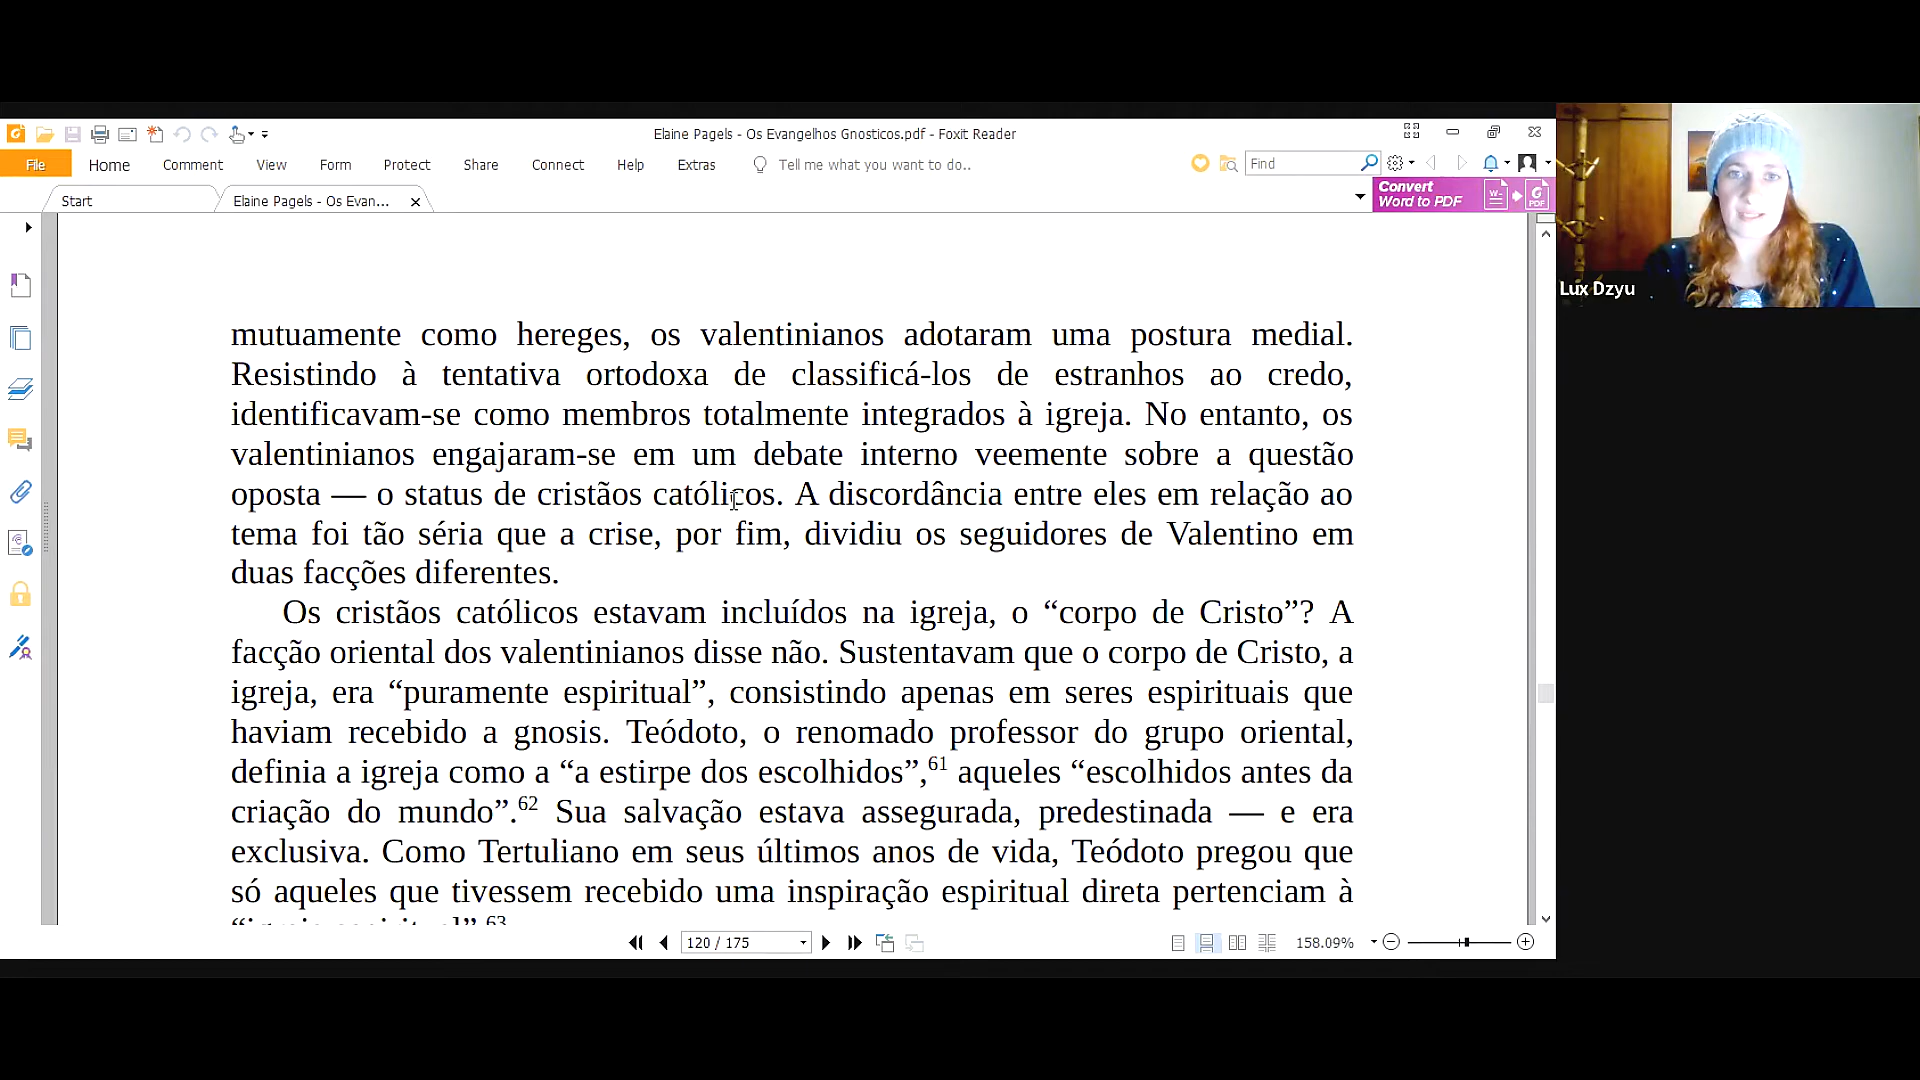 Elaine Pagels - Os Evangelhos Gnosticos.pdf - Foxit Reader
File Home Comment View Form Protect Share Connect Help Extras Tell me what you want to do.. Find
Start Elaine Pagels - Os Evan... Convert
Word to PDF
Lux Dzyu
mutuamente como hereges, os valentinianos adotaram uma postura medial.
Resistindo à tentativa ortodoxa de classificá-los de estranhos ao credo,
identificavam-se como membros totalmente integrados à igreja. No entanto, os
valentinianos engajaram-se em um debate interno veemente sobre a questão
oposta — o status de cristãos católicos. A discordância entre eles em relação ao
tema foi tão séria que a crise, por fim, dividiu os seguidores de Valentino em
duas facções diferentes.
Os cristãos católicos estavam incluídos na igreja, o “corpo de Cristo”? A
facção oriental dos valentinianos disse não. Sustentavam que o corpo de Cristo, a
igreja, era “puramente espiritual”, consistindo apenas em seres espirituais que
haviam recebido a gnosis. Teódoto, o renomado professor do grupo oriental,
definia a igreja como a “a estirpe dos escolhidos”,61 aqueles “escolhidos antes da
criação do mundo”.62 Sua salvação estava assegurada, predestinada — e era
exclusiva. Como Tertuliano em seus últimos anos de vida, Teódoto pregou que
só aqueles que tivessem recebido uma inspiração espiritual direta pertenciam à
“igreja espiritual”.63
120 / 175 158.09%